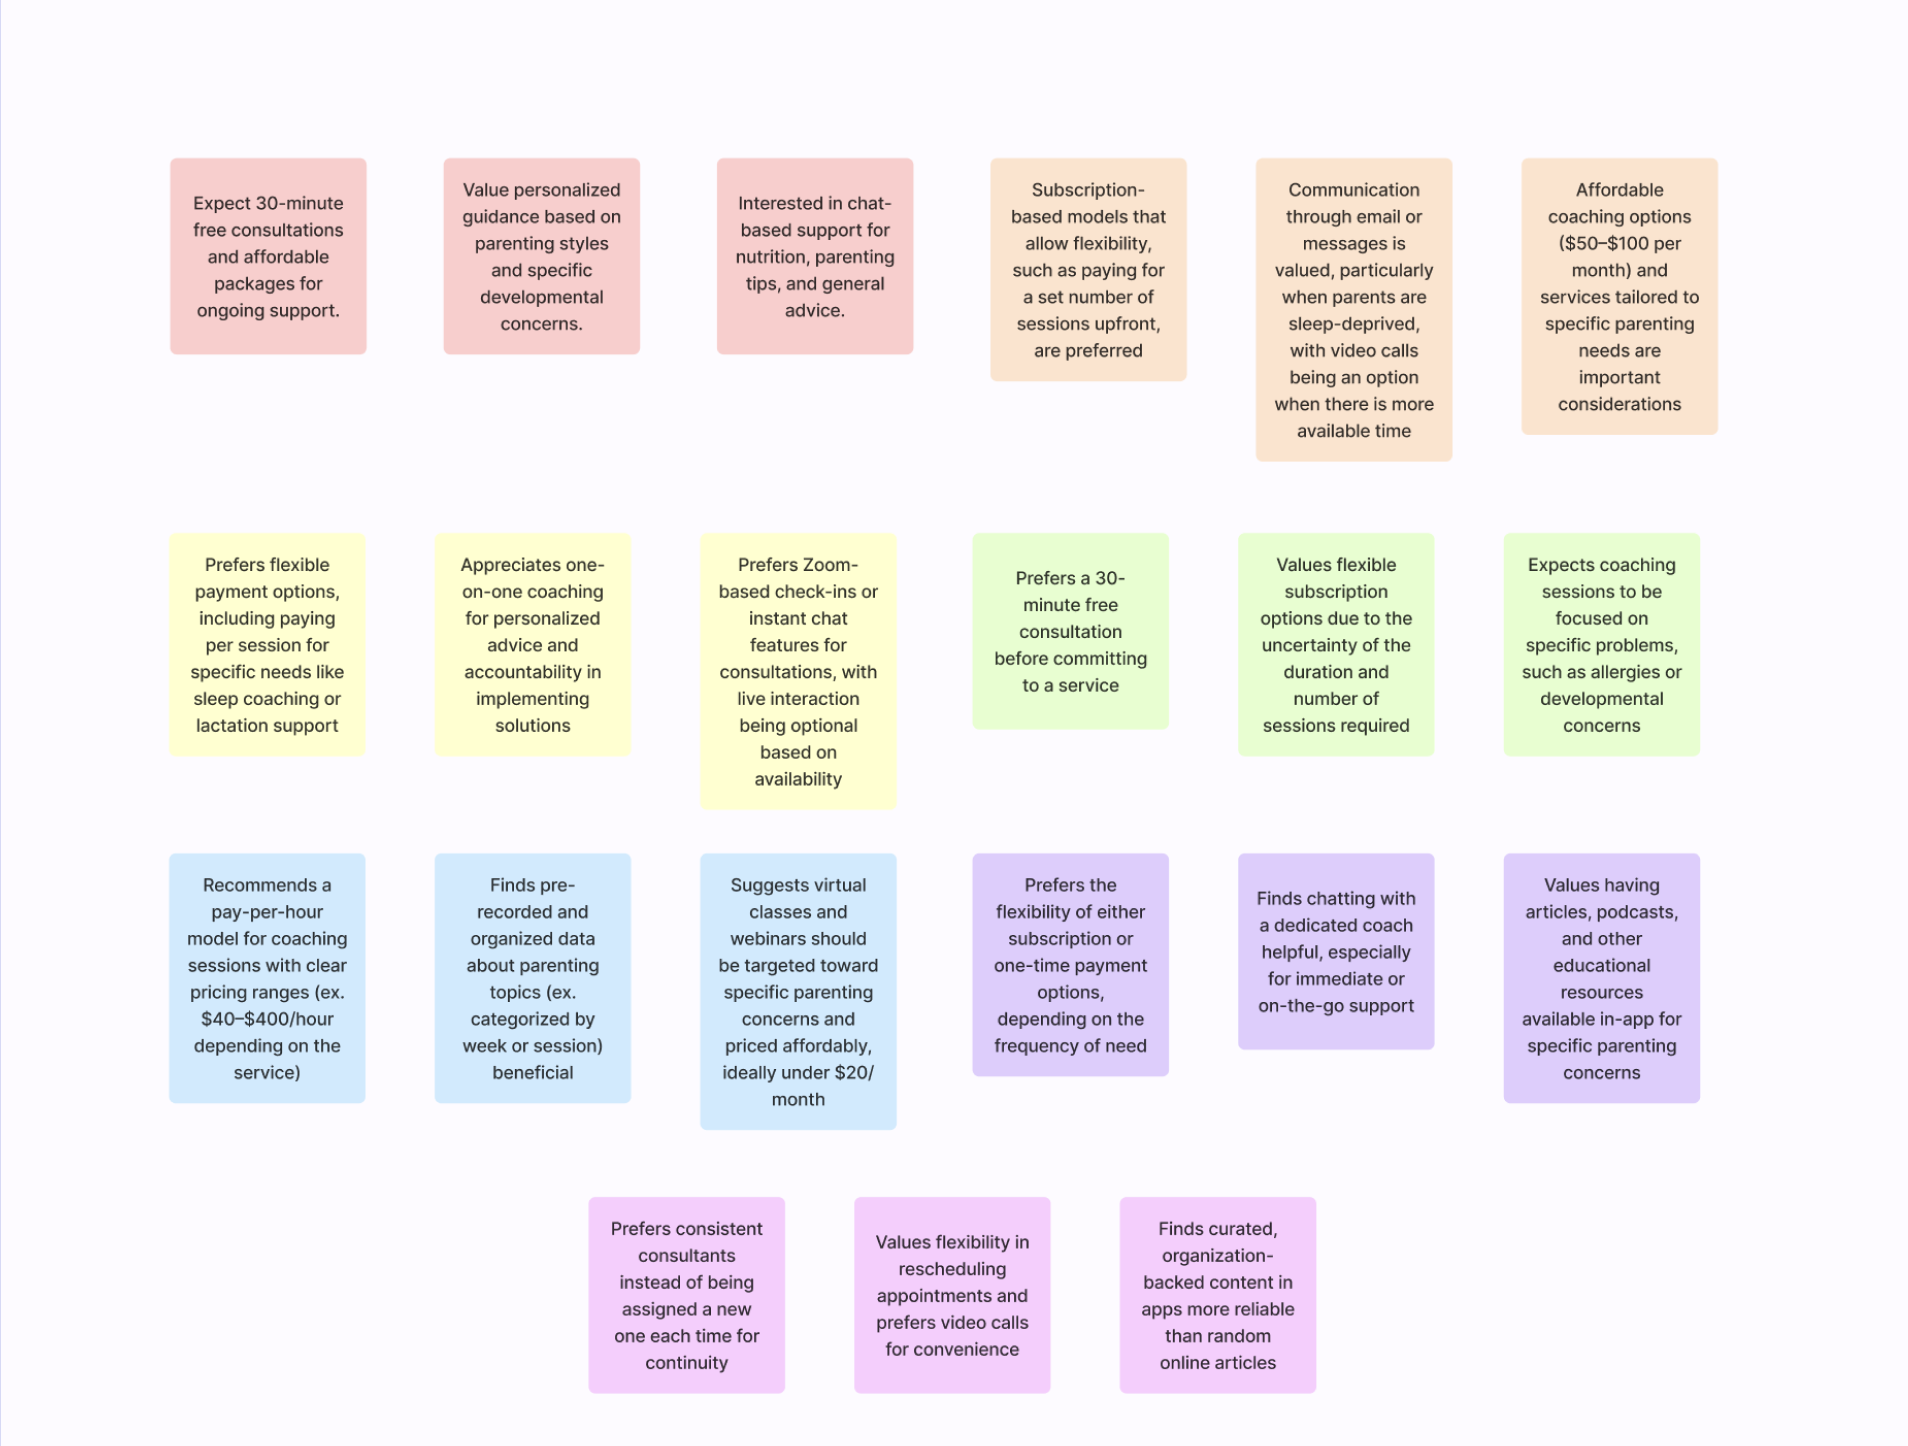 Expect 30-minute
free consultations
and affordable
packages for
ongoing support.
Value personalized
guidance based on
parenting styles
and specific
developmental
concerns.
Interested in chat-
based support for
nutrition, parenting
tips, and general
advice.
Subscription-
based models that
allow flexibility,
such as paying for
a set number of
sessions upfront,
are preferred
Communication
through email or
messages is
valued, particularly
when parents are
sleep-deprived,
with video calls
being an option
when there is more
available time
Affordable
coaching options
($50–$100 per
month) and
services tailored to
specific parenting
needs are
important
considerations
Prefers flexible
payment options,
including paying
per session for
specific needs like
sleep coaching or
lactation support
Appreciates one-
on-one coaching
for personalized
advice and
accountability in
implementing
solutions
Prefers Zoom-
based check-ins or
instant chat
features for
consultations, with
live interaction
being optional
based on
availability
Prefers a 30-
minute free
consultation
before committing
to a service
Values flexible
subscription
options due to the
uncertainty of the
duration and
number of
sessions required
Expects coaching
sessions to be
focused on
specific problems,
such as allergies or
developmental
concerns
Recommends a
pay-per-hour
model for coaching
sessions with clear
pricing ranges (ex.
$40–$400/hour
depending on the
service)
Finds pre-
recorded and
organized data
about parenting
topics (ex.
categorized by
week or session)
beneficial
Suggests virtual
classes and
webinars should
be targeted toward
specific parenting
concerns and
priced affordably,
ideally under $20/
month
Prefers the
flexibility of either
subscription or
one-time payment
options,
depending on the
frequency of need
Finds chatting with
a dedicated coach
helpful, especially
for immediate or
on-the-go support
Values having
articles, podcasts,
and other
educational
resources
available in-app for
specific parenting
concerns
Prefers consistent
consultants
instead of being
assigned a new
one each time for
continuity
Values flexibility in
rescheduling
appointments and
prefers video calls
for convenience
Finds curated,
organization-
backed content in
apps more reliable
than random
online articles